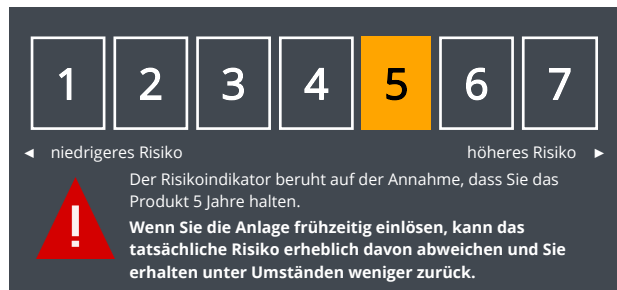 1 2 3 4 5 6 7
◄ niedrigeres Risiko höheres Risiko ►
Der Risikoindikator beruht auf der Annahme, dass Sie das
Produkt 5 Jahre halten.
!
Wenn Sie die Anlage frühzeitig einlösen, kann das
tatsächliche Risiko erheblich davon abweichen und Sie
erhalten unter Umständen weniger zurück.